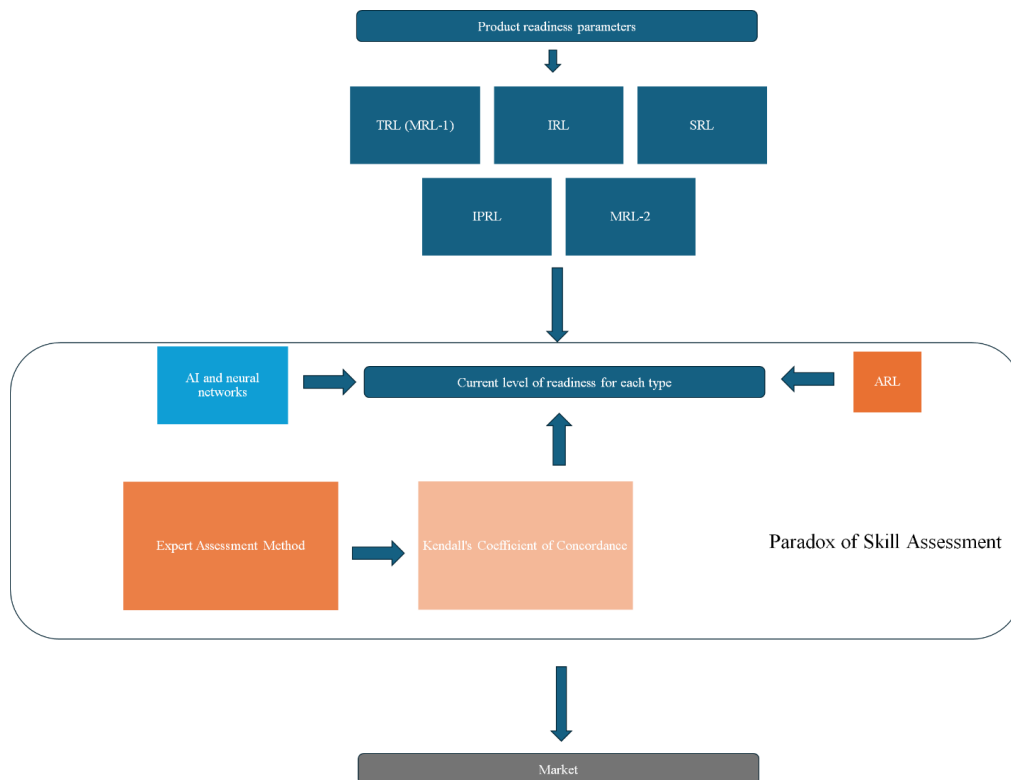 Product readiness parameters
TRL (MRL-1)
IRL
SRL
IPRL
MRL-2
AI and neural
networks
Current level of readiness for each type
ARL
Expert Assessment Method
Kendall's Coefficient of Concordance
Paradox of Skill Assessment
Market